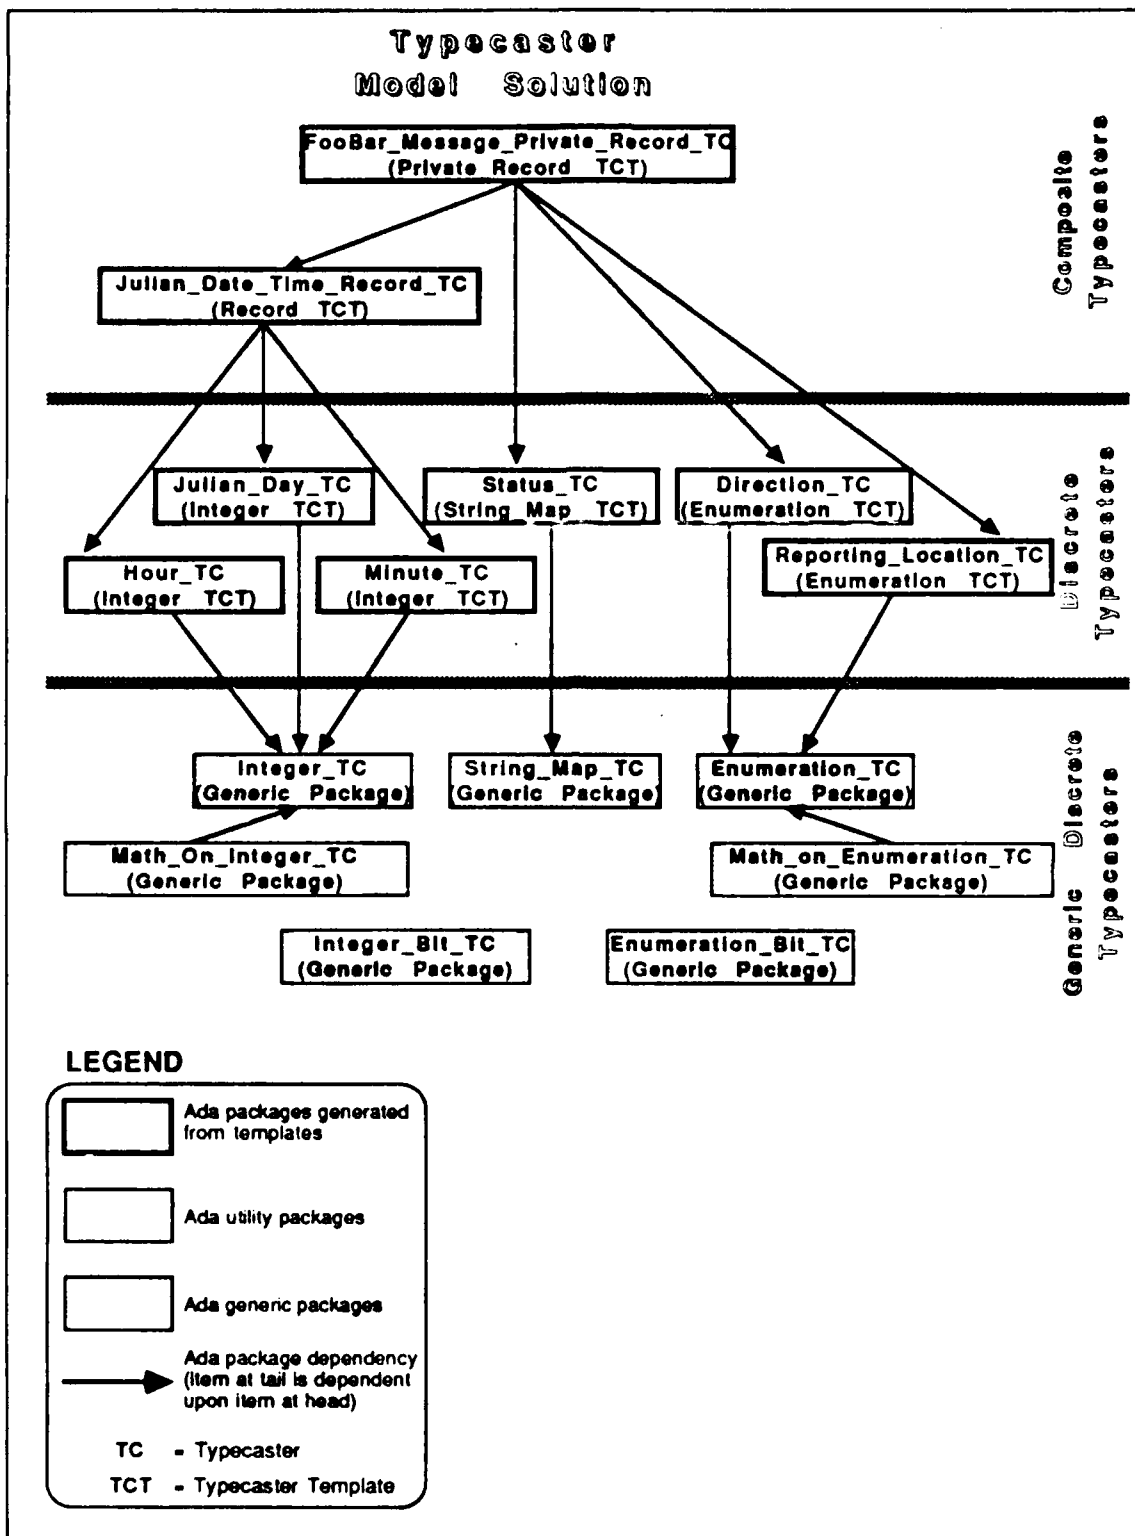 Typecaster
Model Solution
FooBar_Message_Private_Record_TC
(Private Record TCT)
Composite
Typecasters
Julian_Date_Time_Record_TC
(Record TCT)
Discrete
Typecasters
Julian_Day_TC
(Integer TCT)
Status_TC
(String_Map TCT)
Direction_TC
(Enumeration TCT)
Reporting_Location_TC
(Enumeration TCT)
Hour_TC
(Integer TCT)
Minute_TC
(Integer TCT)
Generic Discrete
Typecasters
Integer_TC
(Generic Package)
String_Map_TC
(Generic Package)
Enumeration_TC
(Generic Package)
Math_On_Integer_TC
(Generic Package)
Math_on_Enumeration_TC
(Generic Package)
Integer_Bit_TC
(Generic Package)
Enumeration_Bit_TC
(Generic Package)
LEGEND
Ada packages generated
from templates
Ada utility packages
Ada generic packages
Ada package dependency
(item at tail is dependent
upon item at head)
TC = Typecaster
TCT = Typecaster Template